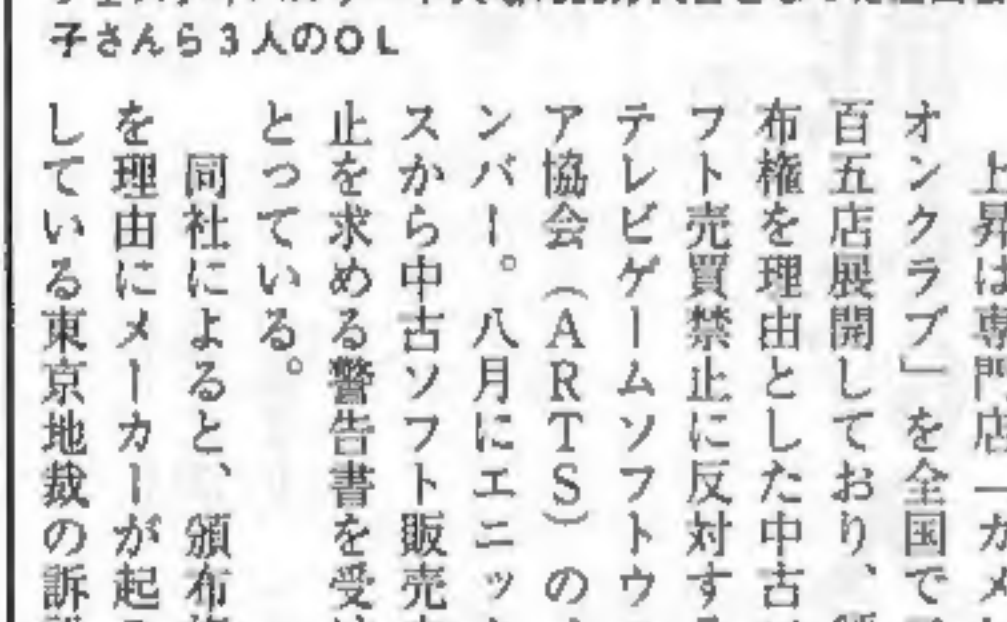 子さんら３人のＯＬ
上昇は専門店「カメ
オンクラブ」を全国で
百五店展開しており、
布権を理由とした中古
フト売買禁止に反対す
テレビゲームソフトウ
ア協会（ARTS）の
ンバー。八月にエニッ
スから中古ソフト販売
止を求める警告書を受
とっている。
同社によると、頒布
を理由にメーカーが起
している東京地裁の訴